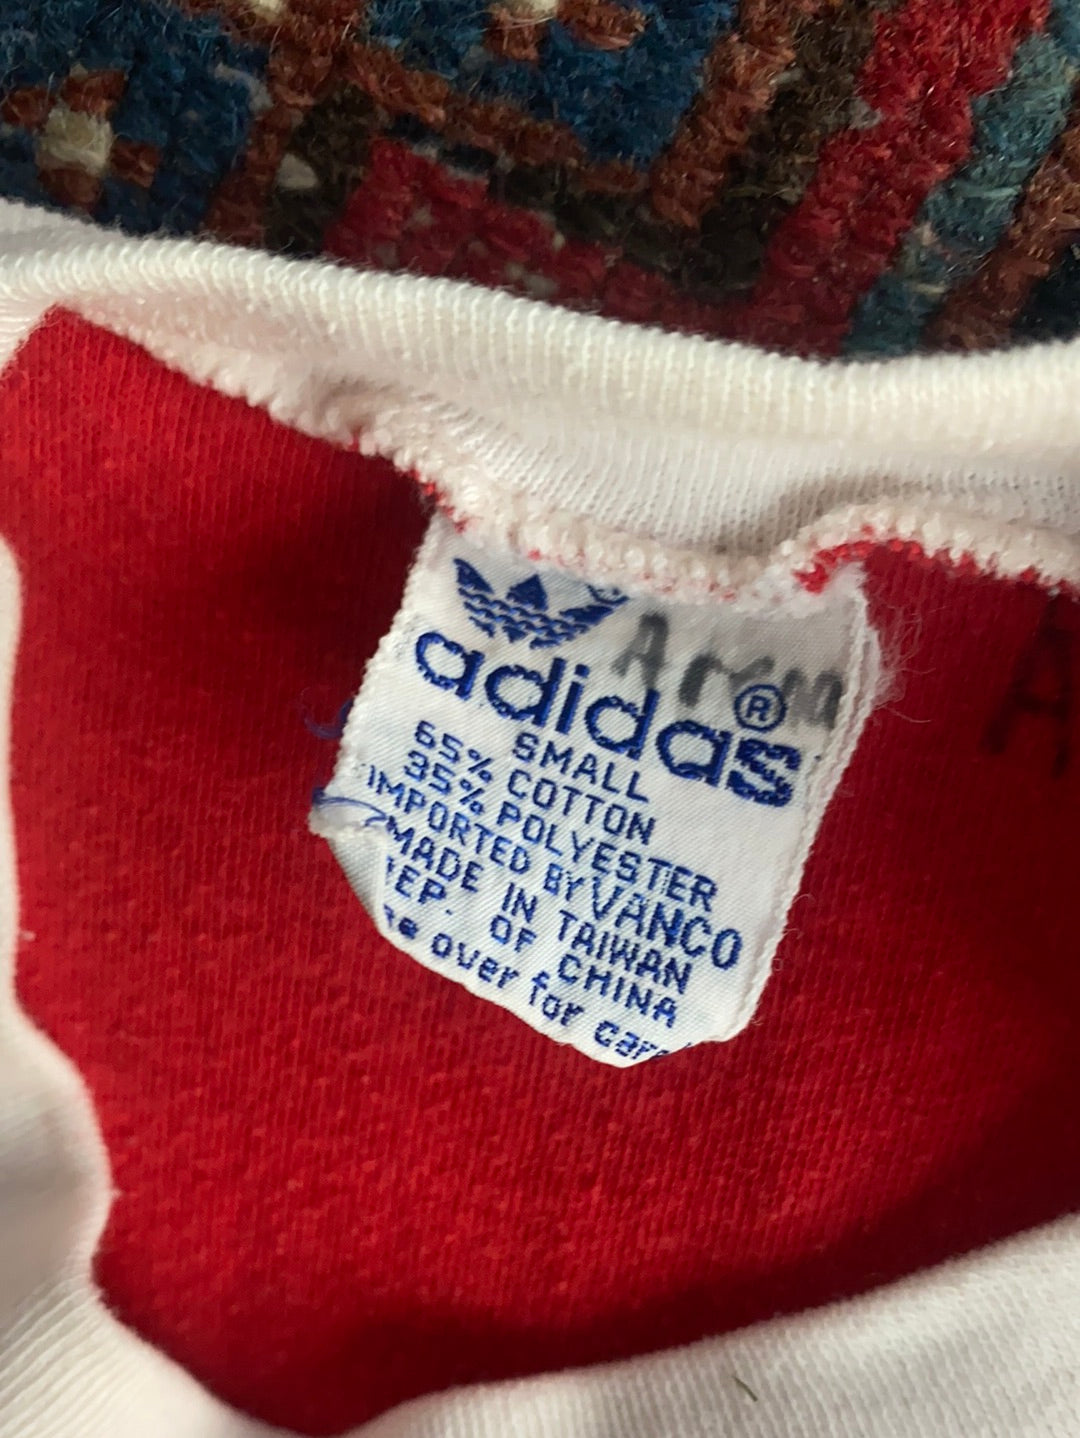 adidas®
SMALL
65% COTTON
35% POLYESTER
IMPORTED BY VANCO
MADE IN TAIWAN
REP. OF CHINA
over for care
A